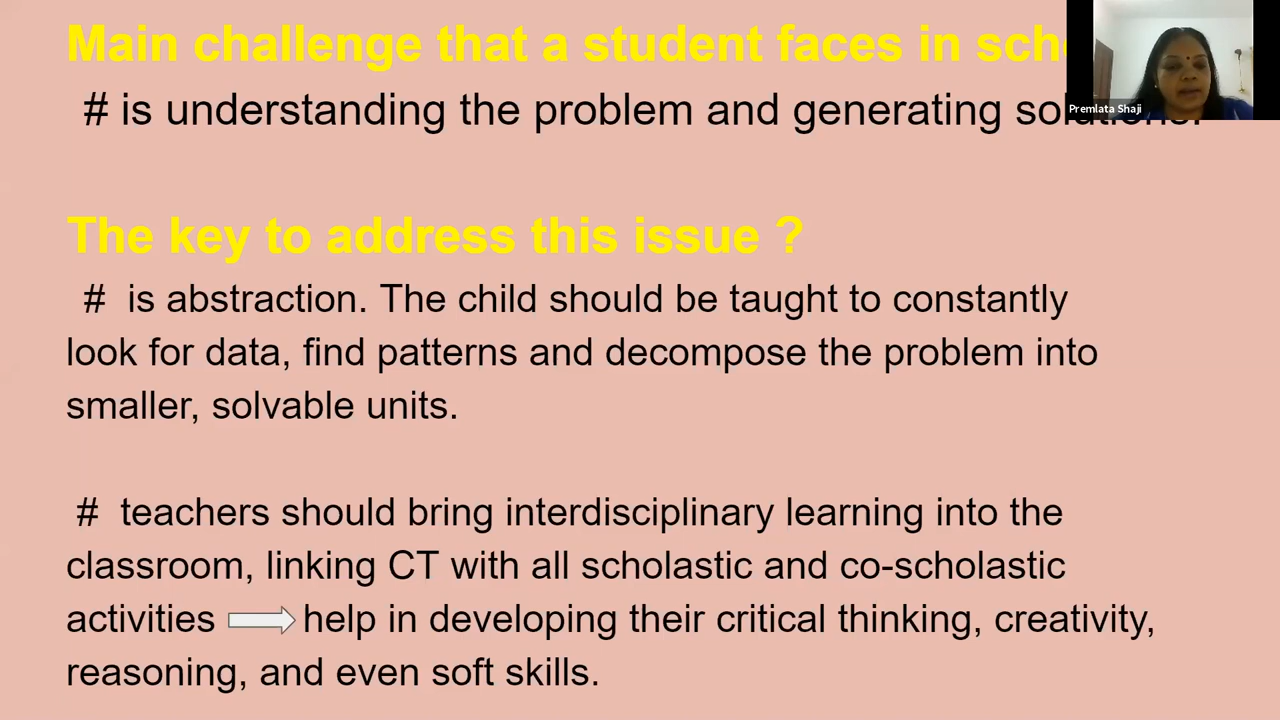 Main challenge that a student faces in
# is understanding the problem and generating solutions.
Premlata Shaji
The key to address this issue ?
# is abstraction. The child should be taught to constantly
look for data, find patterns and decompose the problem into
smaller, solvable units.
# teachers should bring interdisciplinary learning into the
classroom, linking CT with all scholastic and co-scholastic
activities help in developing their critical thinking, creativity,
reasoning, and even soft skills.